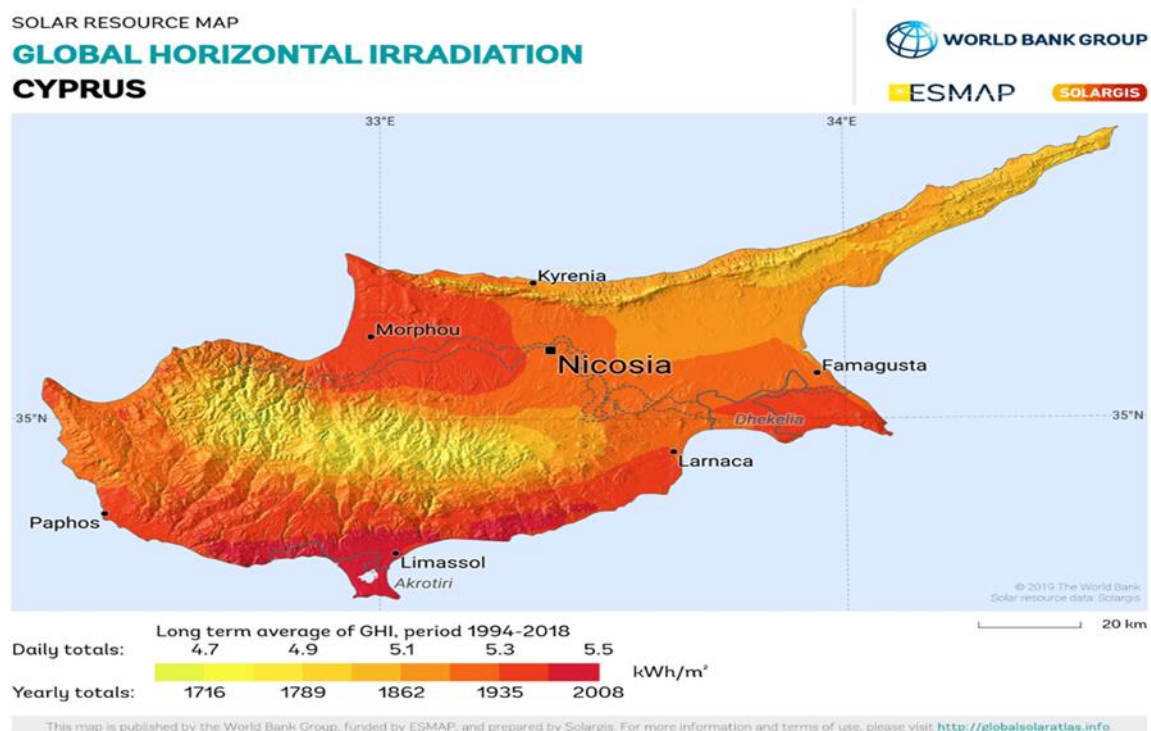 SOLAR RESOURCE MAP
GLOBAL HORIZONTAL IRRADIATION
CYPRUS
WORLD BANK GROUP
ESMAP
SOLARGIS
33°E
34°E
Kyrenia
Morphou
Nicosia
Famagusta
35°N
35°N
Dhekelia
Larnaca
Paphos
Limassol
Akrotiri
© 2019 The World Bank
Solar resource data: Solargis
20 km
Long term average of GHI, period 1994-2018
Daily totals: 4.7 4.9 5.1 5.3 5.5
kWh/m²
Yearly totals: 1716 1789 1862 1935 2008
This map is published by the World Bank Group, funded by ESMAP, and prepared by Solargis. For more information and terms of use, please visit http://globalsolaratlas.info.